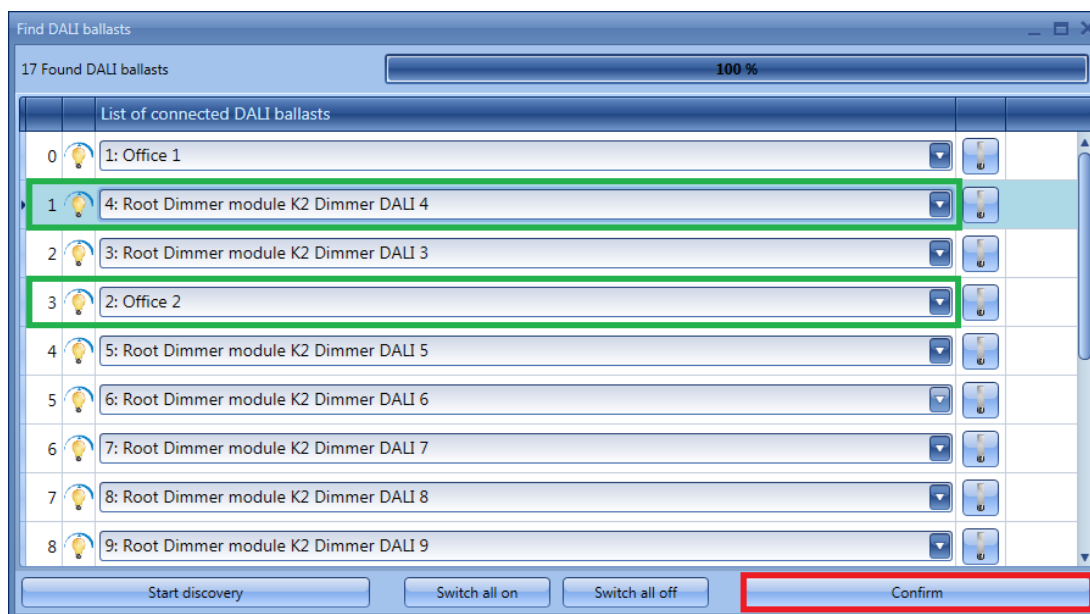 Find DALI ballasts
17 Found DALI ballasts
100 %
List of connected DALI ballasts
0 1: Office 1
1 4: Root Dimmer module K2 Dimmer DALI 4
2 3: Root Dimmer module K2 Dimmer DALI 3
3 2: Office 2
4 5: Root Dimmer module K2 Dimmer DALI 5
5 6: Root Dimmer module K2 Dimmer DALI 6
6 7: Root Dimmer module K2 Dimmer DALI 7
7 8: Root Dimmer module K2 Dimmer DALI 8
8 9: Root Dimmer module K2 Dimmer DALI 9
Start discovery Switch all on Switch all off Confirm